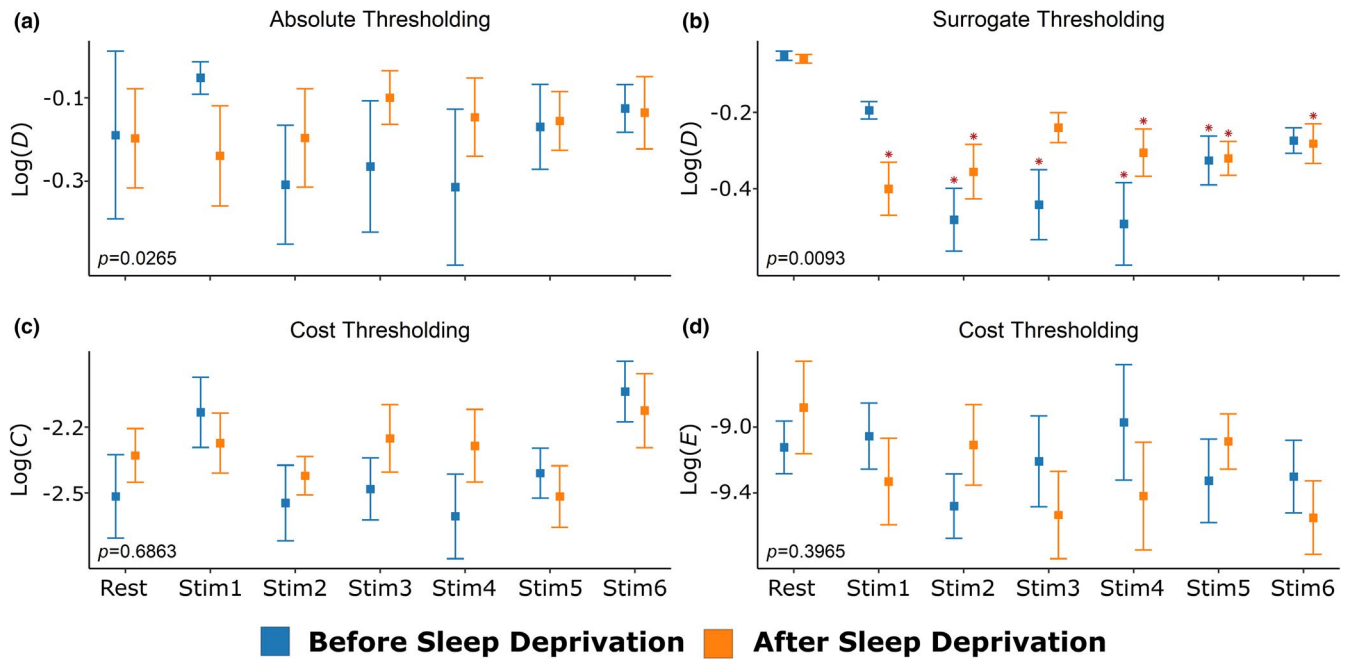 (a) Absolute Thresholding
Log(D)
-0.1
-0.3
p=0.0265
(b) Surrogate Thresholding
Log(D)
-0.2
-0.4
* * * * * * * * *
p=0.0093
(c) Cost Thresholding
Log(C)
-2.2
-2.5
p=0.6863
Rest Stim1 Stim2 Stim3 Stim4 Stim5 Stim6
(d) Cost Thresholding
Log(E)
-9.0
-9.4
p=0.3965
Rest Stim1 Stim2 Stim3 Stim4 Stim5 Stim6
Before Sleep Deprivation After Sleep Deprivation